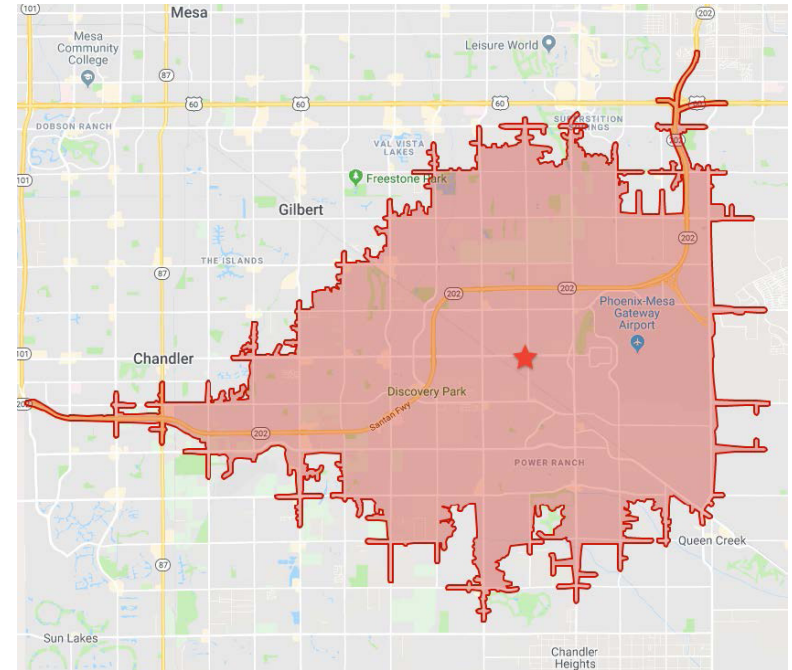 101
Mesa
202
Mesa
Community
College
Leisure World
87
60
60
60
60
DOBSON RANCH
SUPERSTITION
SPRINGS
VAL VISTA
LAKES
202
101
Freestone Park
Gilbert
202
THE ISLANDS
87
202
202
Phoenix-Mesa
Gateway
Airport
101
Chandler
Discovery Park
202
Santan Fwy
202
POWER RANCH
Queen Creek
87
Sun Lakes
Chandler
Heights